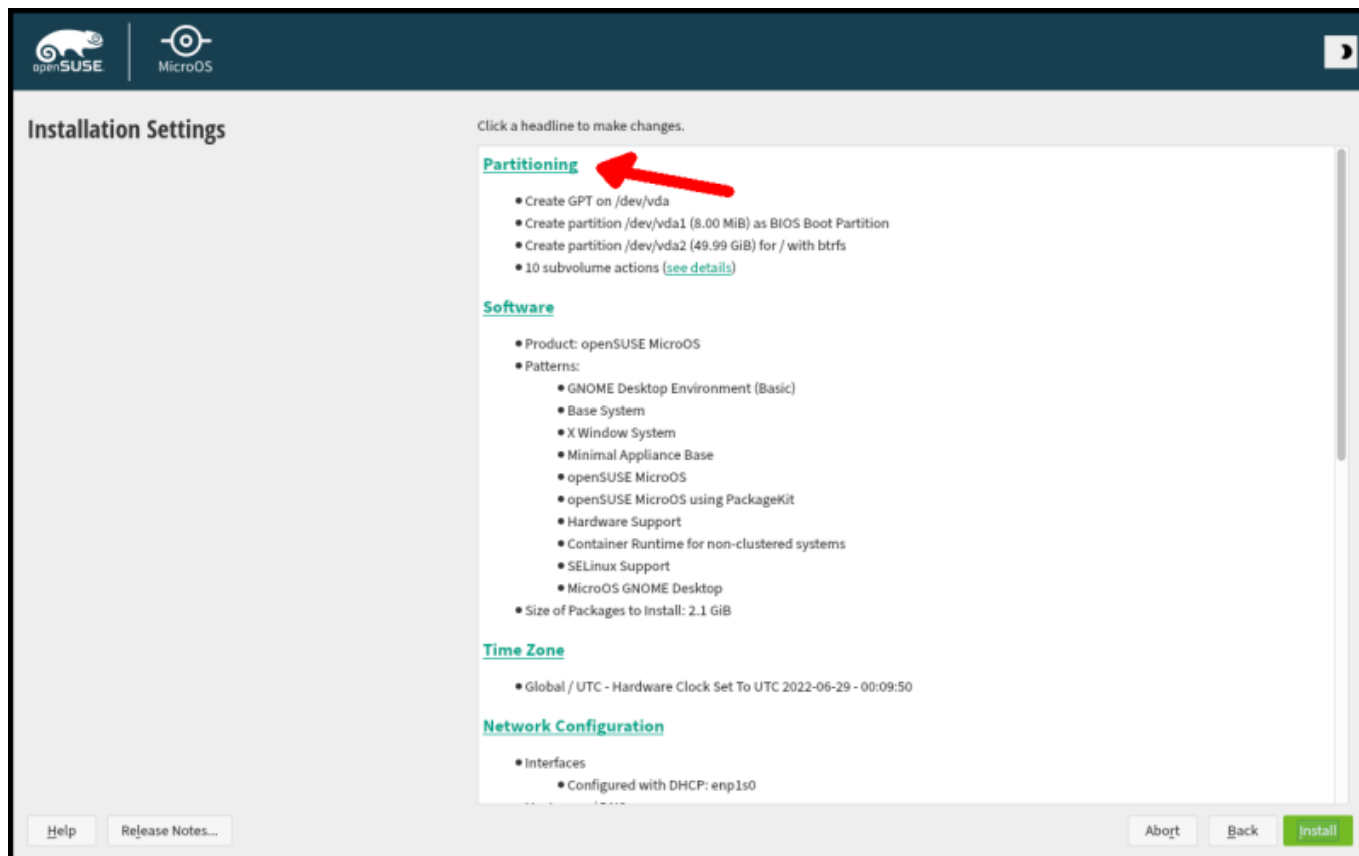 openSUSE.
MicroOS
Installation Settings
Click a headline to make changes.
Partitioning
Create GPT on /dev/vda
Create partition /dev/vda1 (8.00 MiB) as BIOS Boot Partition
Create partition /dev/vda2 (49.99 GiB) for / with btrfs
10 subvolume actions (see details)
Software
Product: openSUSE MicroOS
Patterns:
GNOME Desktop Environment (Basic)
Base System
X Window System
Minimal Appliance Base
openSUSE MicroOS
openSUSE MicroOS using PackageKit
Hardware Support
Container Runtime for non-clustered systems
SELinux Support
MicroOS GNOME Desktop
Size of Packages to Install: 2.1 GiB
Time Zone
Global / UTC - Hardware Clock Set To UTC 2022-06-29 - 00:09:50
Network Configuration
Interfaces
Configured with DHCP: enp1s0
Help
Release Notes...
Abort
Back
Install